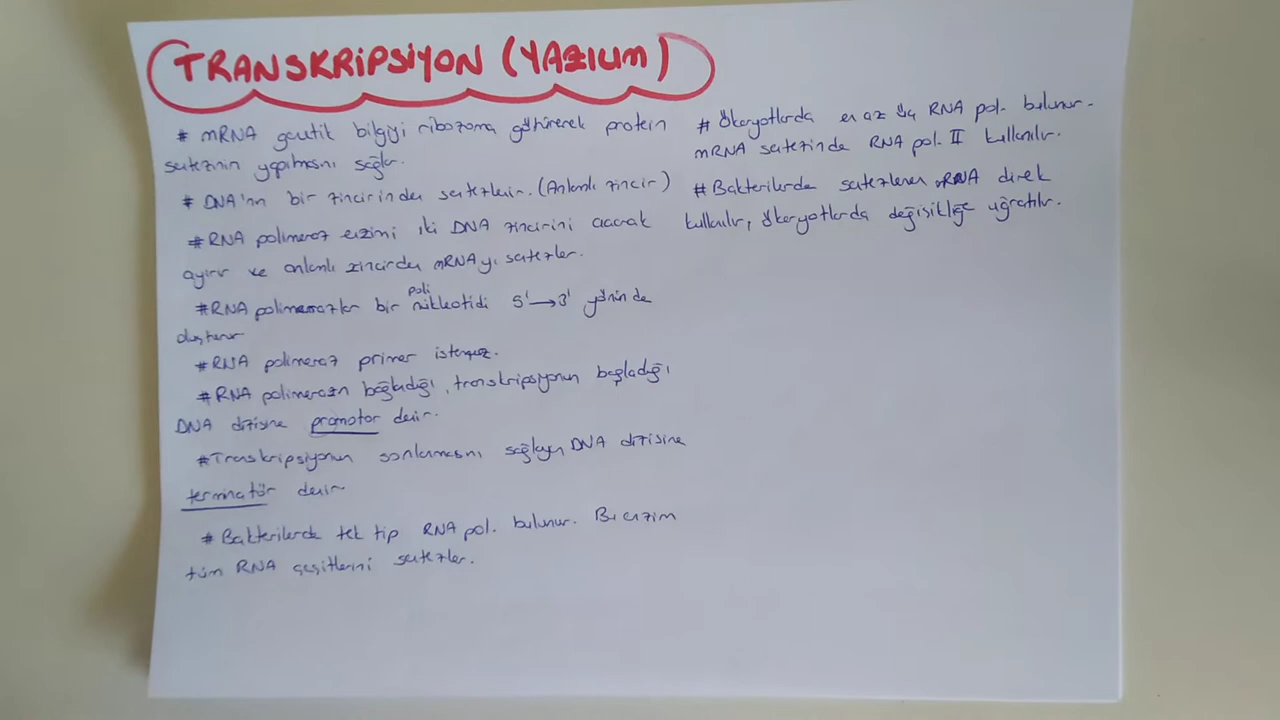 TRANSKRİPSİYON (YAZILIM)
# mRNA genetik bilgiyi ribozoma götürerek protein
sentezinin yapılmasını sağlar.
# DNA'nın bir zincirinden sentezlenir. (Anlamlı zincir)
#RNA polimeraz enzimi iki DNA zincirini açarak
ayırır ve anlamlı zincirden mRNA yı sentezler.
#RNA polimerazlar bir polinükleotidi 5'→3' yönünde
oluşturur
#RNA polimeraz primer istemez.
#RNA polimerazın bağladığı, transkripsiyonun başladığı
DNA dizisine promotor denir.
#Transkripsiyonun sonlanmasını sağlayan DNA dizisine
terminatör denir
# Bakterilerde tek tip RNA pol. bulunur. Bu enzim
tüm RNA çeşitlerini sentezler.
# Ökaryotlarda en az üç RNA pol. bulunur.
mRNA sentezinde RNA pol. II kullanılır.
#Bakterilerde sentezlenen mRNA direk
kullanılır, ökaryotlarda değişikliğe uğratılır.